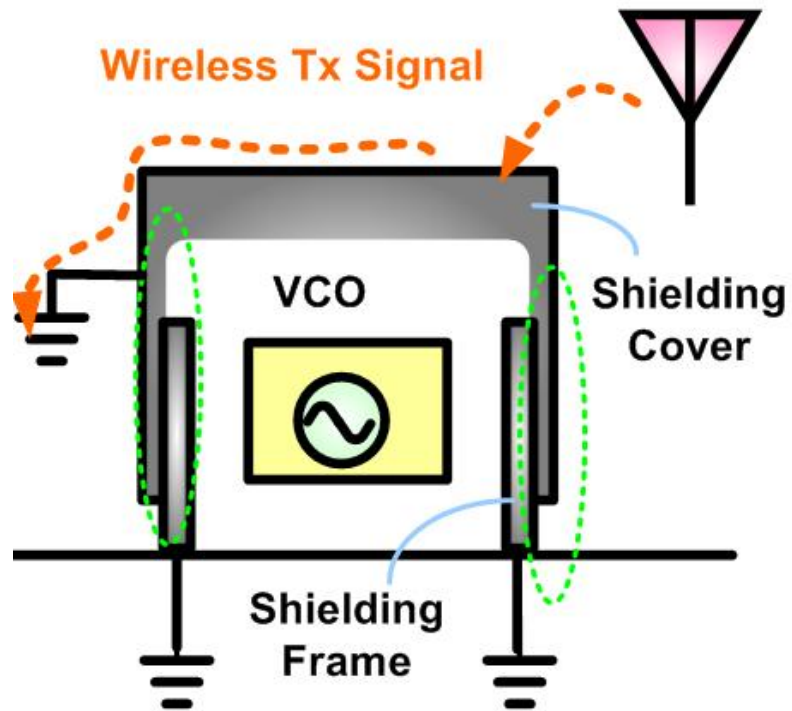 Wireless Tx Signal
VCO
Shielding
Cover
Shielding
Frame